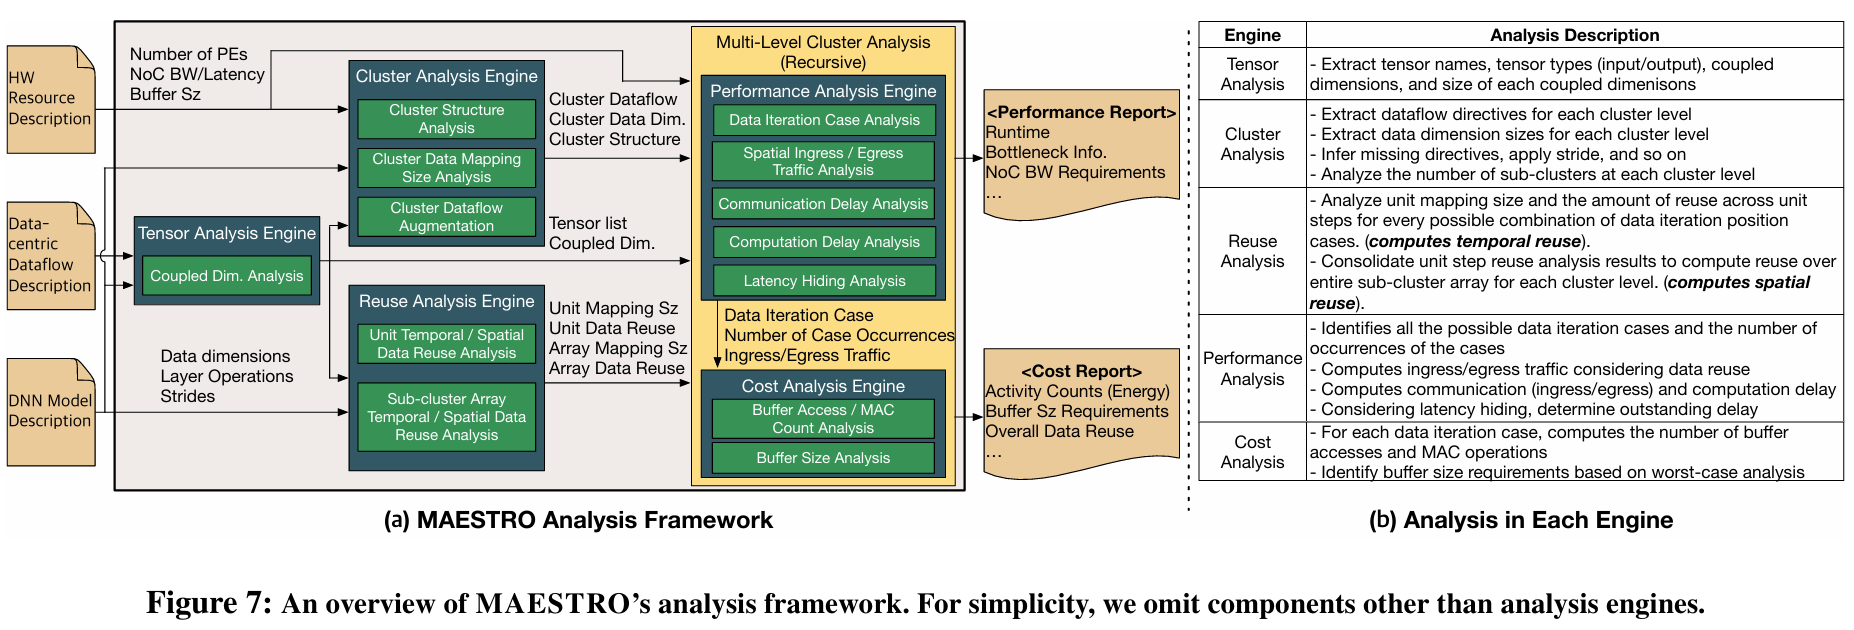 HW
Resource
Description
Data-
centric
Dataflow
Description
DNN Model
Description
Number of PEs
NoC BW/Latency
Buffer Sz
Tensor Analysis Engine
Coupled Dim. Analysis
Data dimensions
Layer Operations
Strides
Cluster Analysis Engine
Cluster Structure
Analysis
Cluster Data Mapping
Size Analysis
Cluster Dataflow
Augmentation
Reuse Analysis Engine
Unit Temporal / Spatial
Data Reuse Analysis
Sub-cluster Array
Temporal / Spatial Data
Reuse Analysis
Cluster Dataflow
Cluster Data Dim.
Cluster Structure
Tensor list
Coupled Dim.
Unit Mapping Sz
Unit Data Reuse
Array Mapping Sz
Array Data Reuse
Multi-Level Cluster Analysis
(Recursive)
Performance Analysis Engine
Data Iteration Case Analysis
Spatial Ingress / Egress
Traffic Analysis
Communication Delay Analysis
Computation Delay Analysis
Latency Hiding Analysis
Data Iteration Case
Number of Case Occurrences
Ingress/Egress Traffic
Cost Analysis Engine
Buffer Access / MAC
Count Analysis
Buffer Size Analysis
<Performance Report>
Runtime
Bottleneck Info.
NoC BW Requirements
...
<Cost Report>
Activity Counts (Energy)
Buffer Sz Requirements
Overall Data Reuse
...
(a) MAESTRO Analysis Framework
Engine
Analysis Description
Tensor
Analysis
- Extract tensor names, tensor types (input/output), coupled
dimensions, and size of each coupled dimenisons
Cluster
Analysis
- Extract dataflow directives for each cluster level
- Extract data dimension sizes for each cluster level
- Infer missing directives, apply stride, and so on
- Analyze the number of sub-clusters at each cluster level
Reuse
Analysis
- Analyze unit mapping size and the amount of reuse across unit
steps for every possible combination of data iteration position
cases. (computes temporal reuse).
- Consolidate unit step reuse analysis results to compute reuse over
entire sub-cluster array for each cluster level. (computes spatial
reuse).
Performance
Analysis
- Identifies all the possible data iteration cases and the number of
occurrences of the cases
- Computes ingress/egress traffic considering data reuse
- Computes communication (ingress/egress) and computation delay
- Considering latency hiding, determine outstanding delay
Cost
Analysis
- For each data iteration case, computes the number of buffer
accesses and MAC operations
- Identify buffer size requirements based on worst-case analysis
(b) Analysis in Each Engine
Figure 7: An overview of MAESTRO's analysis framework. For simplicity, we omit components other than analysis engines.